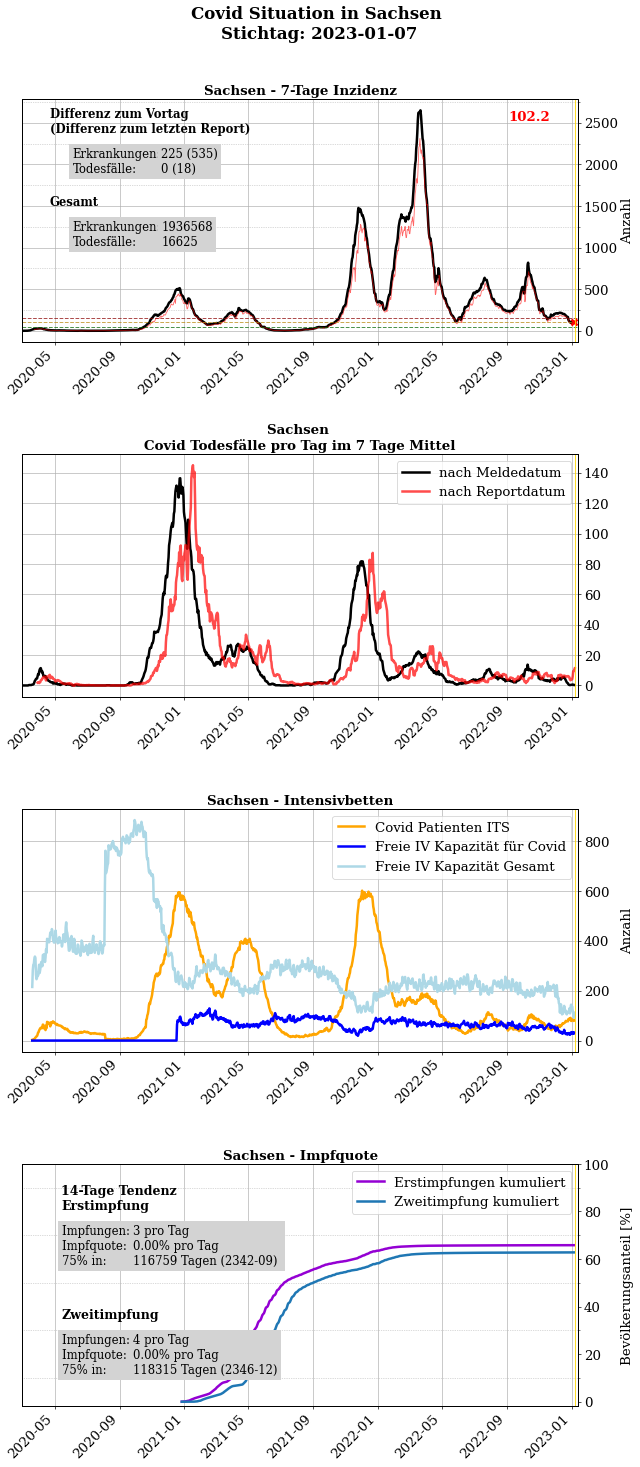 Covid Situation in Sachsen
Stichtag: 2023-01-07
Sachsen - 7-Tage Inzidenz
Differenz zum Vortag
(Differenz zum letzten Report)
Erkrankungen 225 (535)
Todesfälle: 0 (18)
Gesamt
Erkrankungen 1936568
Todesfälle: 16625
102.2
2500
2000
1500
1000
500
0
Anzahl
2020-05
2020-09
2021-01
2021-05
2021-09
2022-01
2022-05
2022-09
2023-01
Sachsen
Covid Todesfälle pro Tag im 7 Tage Mittel
nach Meldedatum
nach Reportdatum
140
120
100
80
60
40
20
0
2020-05
2020-09
2021-01
2021-05
2021-09
2022-01
2022-05
2022-09
2023-01
Sachsen - Intensivbetten
Covid Patienten ITS
Freie IV Kapazität für Covid
Freie IV Kapazität Gesamt
800
600
400
200
0
Anzahl
2020-05
2020-09
2021-01
2021-05
2021-09
2022-01
2022-05
2022-09
2023-01
Sachsen - Impfquote
14-Tage Tendenz
Erstimpfung
Impfungen: 3 pro Tag
Impfquote: 0.00% pro Tag
75% in: 116759 Tagen (2342-09)
Zweitimpfung
Impfungen: 4 pro Tag
Impfquote: 0.00% pro Tag
75% in: 118315 Tagen (2346-12)
Erstimpfungen kumuliert
Zweitimpfung kumuliert
100
80
60
40
20
0
Bevölkerungsanteil [%]
2020-05
2020-09
2021-01
2021-05
2021-09
2022-01
2022-05
2022-09
2023-01